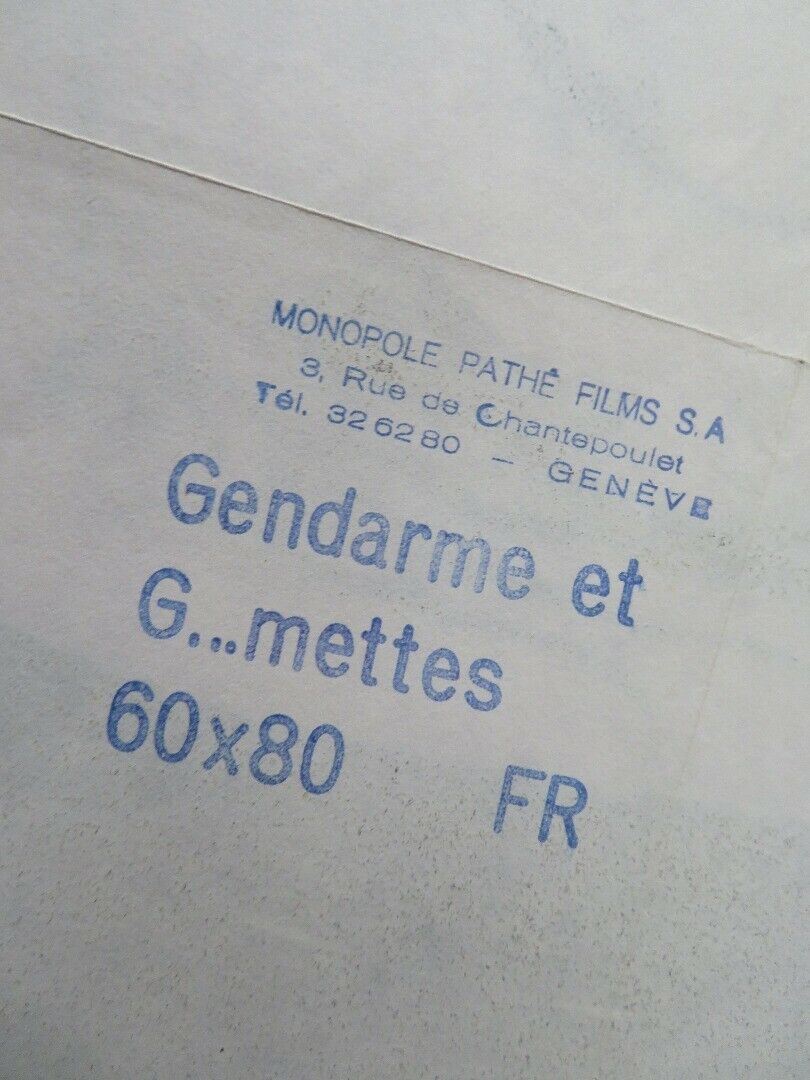 MONOPOLE PATHÉ FILMS S.A
3, Rue de Chantepoulet
Tél. 32 62 80 – GENÈVE
Gendarme et
G...mettes
60x80 FR